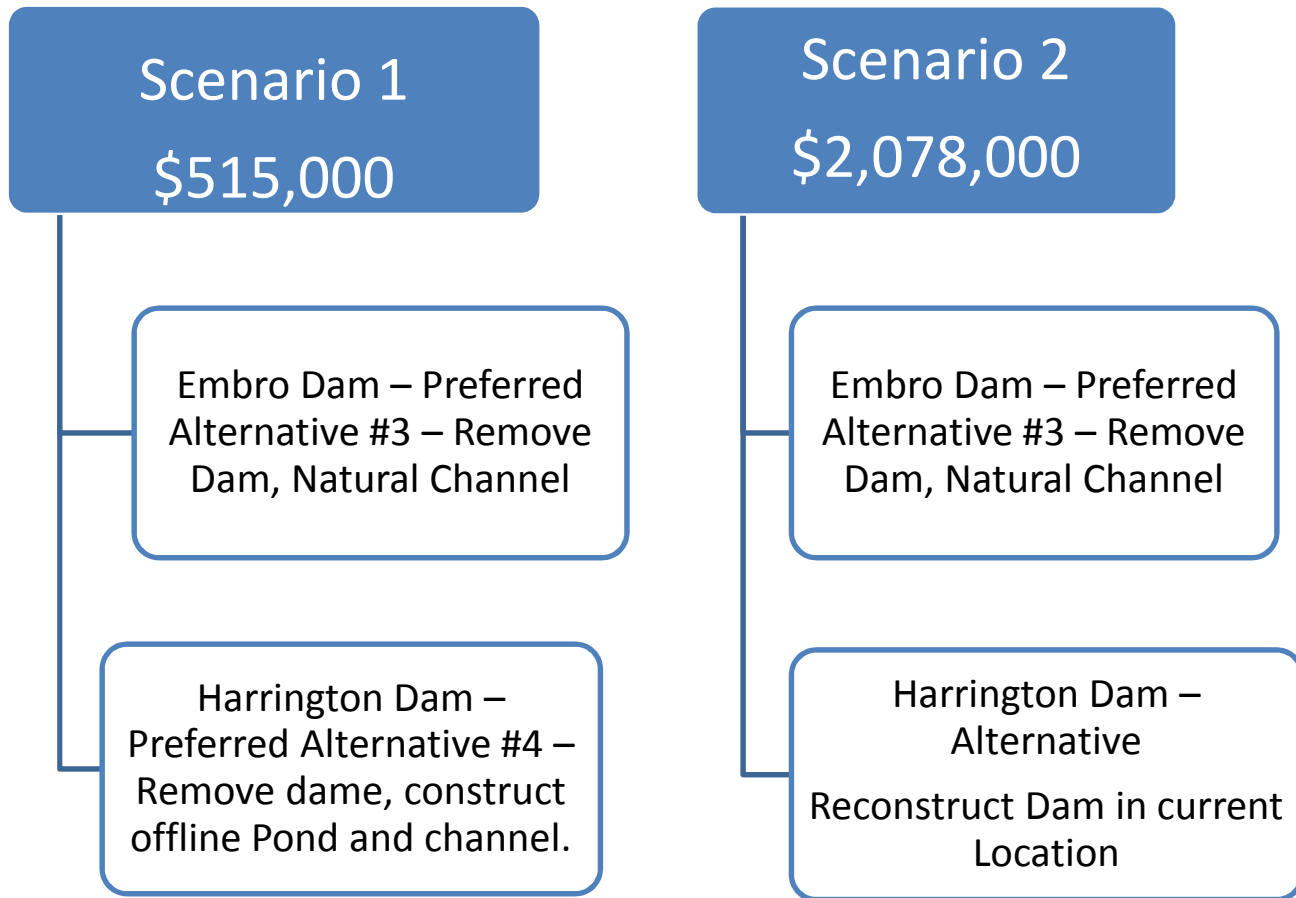 Scenario 1
$515,000
Embro Dam – Preferred
Alternative #3 – Remove
Dam, Natural Channel
Harrington Dam –
Preferred Alternative #4 –
Remove dame, construct
offline Pond and channel.
Scenario 2
$2,078,000
Embro Dam – Preferred
Alternative #3 – Remove
Dam, Natural Channel
Harrington Dam –
Alternative
Reconstruct Dam in current
Location